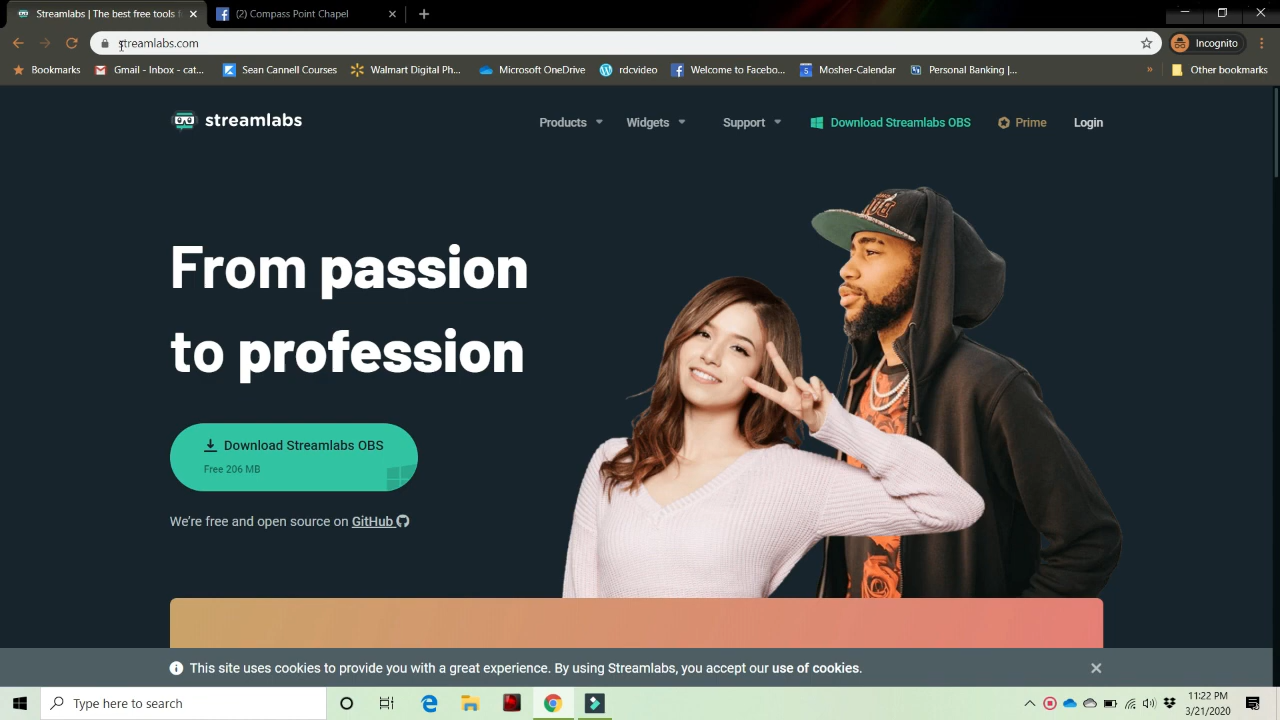 Streamlabs | The best free tools f
(2) Compass Point Chapel
streamlabs.com
Incognito
Bookmarks
Gmail - Inbox - cat...
Sean Cannell Courses
Walmart Digital Ph...
Microsoft OneDrive
rdcvideo
Welcome to Facebo...
Mosher-Calendar
Personal Banking |...
»
Other bookmarks
streamlabs
Products
Widgets
Support
Download Streamlabs OBS
Prime
Login
From passion
to profession
Download Streamlabs OBS
Free 206 MB
We're free and open source on GitHub
This site uses cookies to provide you with a great experience. By using Streamlabs, you accept our use of cookies.
Type here to search
11:22 PM
3/21/2020